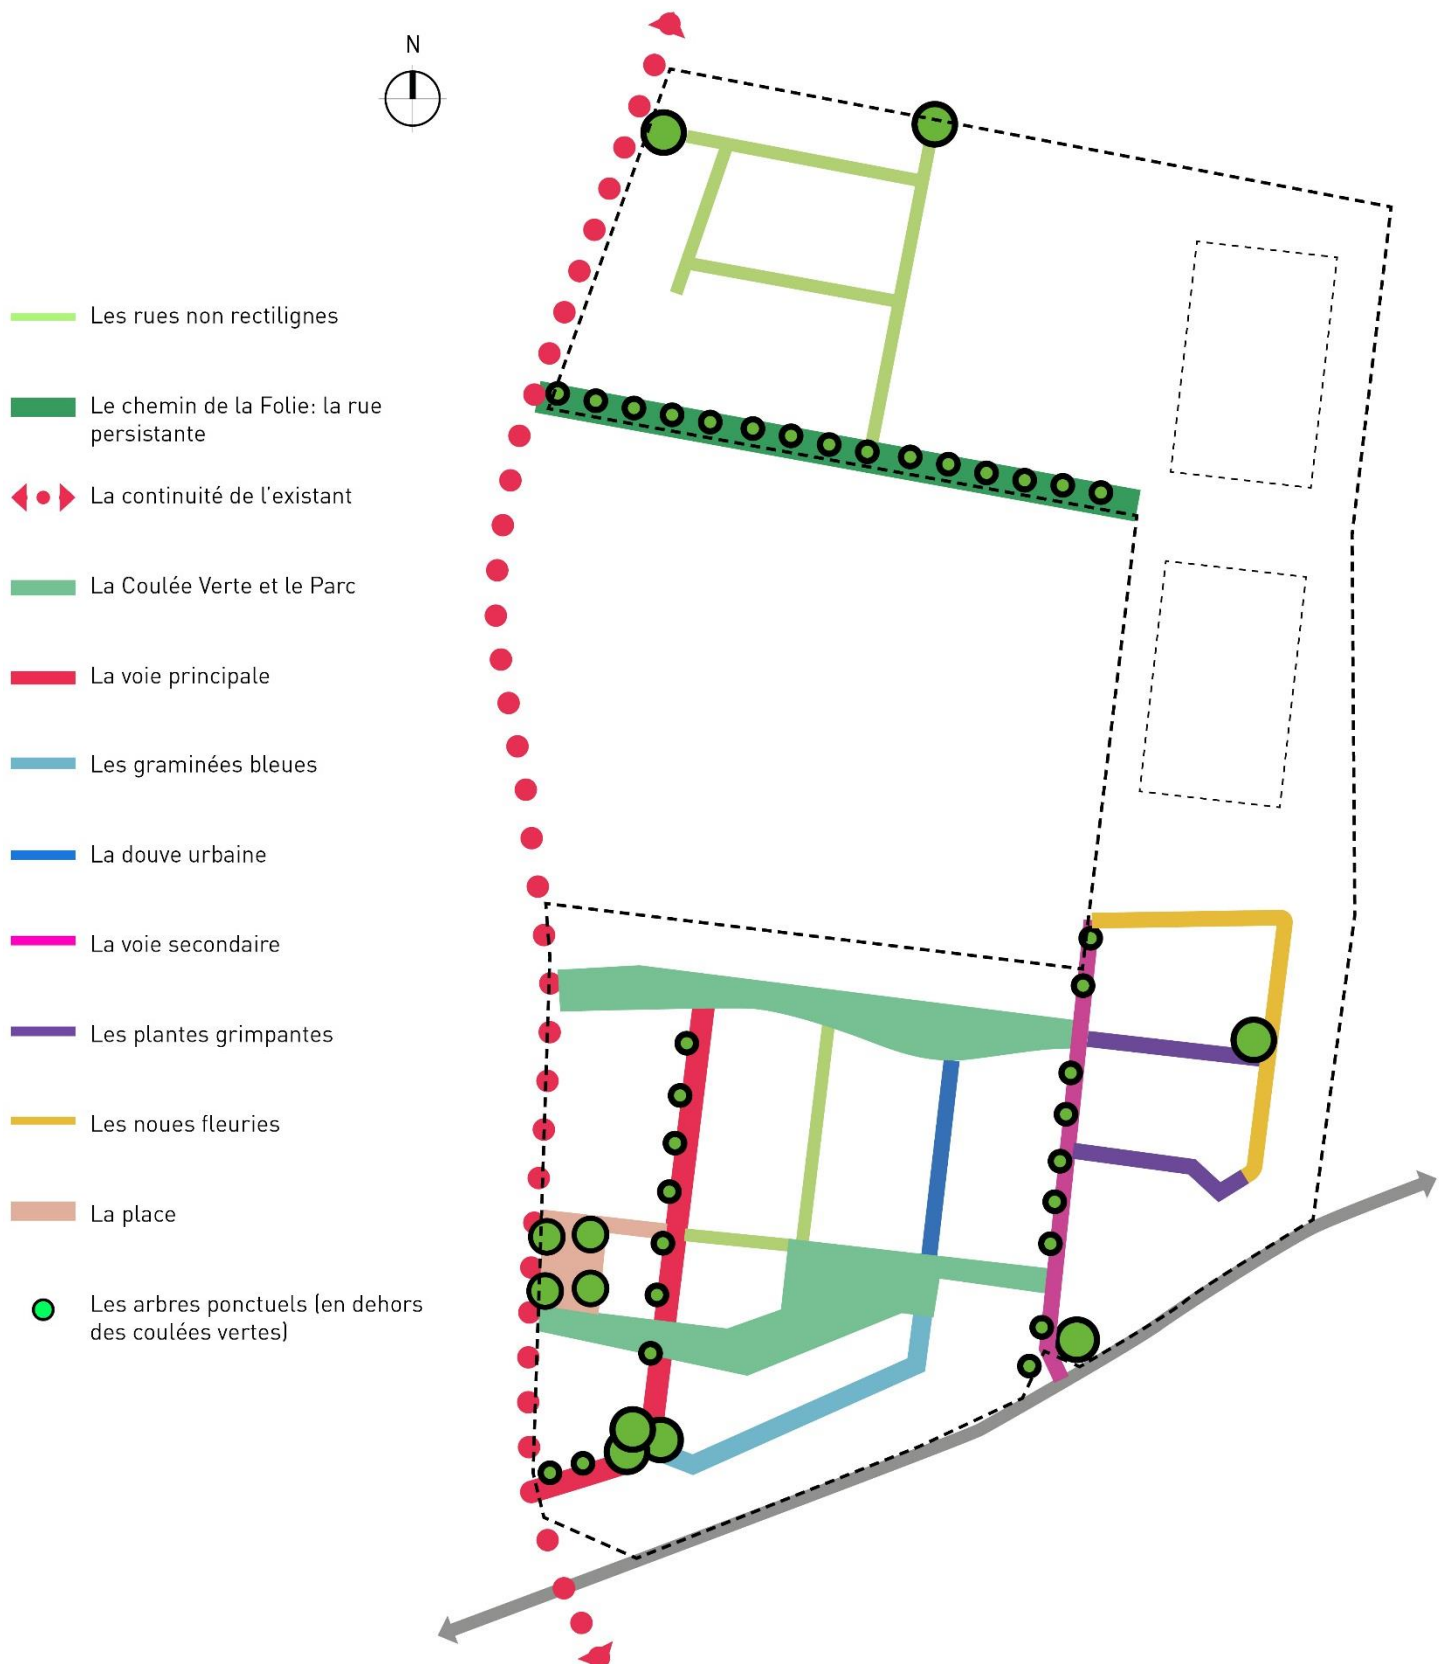 N
Les rues non rectilignes
Le chemin de la Folie: la rue
persistante
La continuité de l'existant
La Coulée Verte et le Parc
La voie principale
Les graminées bleues
La douve urbaine
La voie secondaire
Les plantes grimpantes
Les noues fleuries
La place
Les arbres ponctuels (en dehors
des coulées vertes)